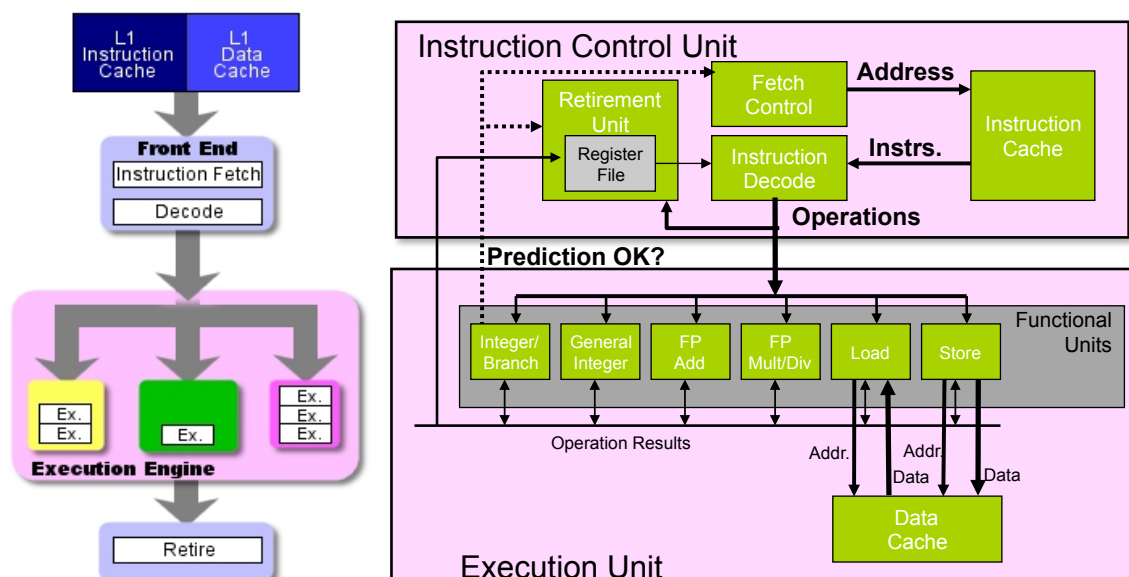 L1
Instruction
Cache
L1
Data
Cache
Front End
Instruction Fetch
Decode
Ex.
Ex.
Ex.
Ex.
Ex.
Ex.
Execution Engine
Retire
Instruction Control Unit
Retirement
Unit
Register
File
Fetch
Control
Address
Instruction
Cache
Instrs.
Instruction
Decode
Operations
Prediction OK?
Functional
Units
Integer/
Branch
General
Integer
FP
Add
FP
Mult/Div
Load
Store
Operation Results
Addr.
Addr.
Data
Data
Data
Cache
Execution Unit